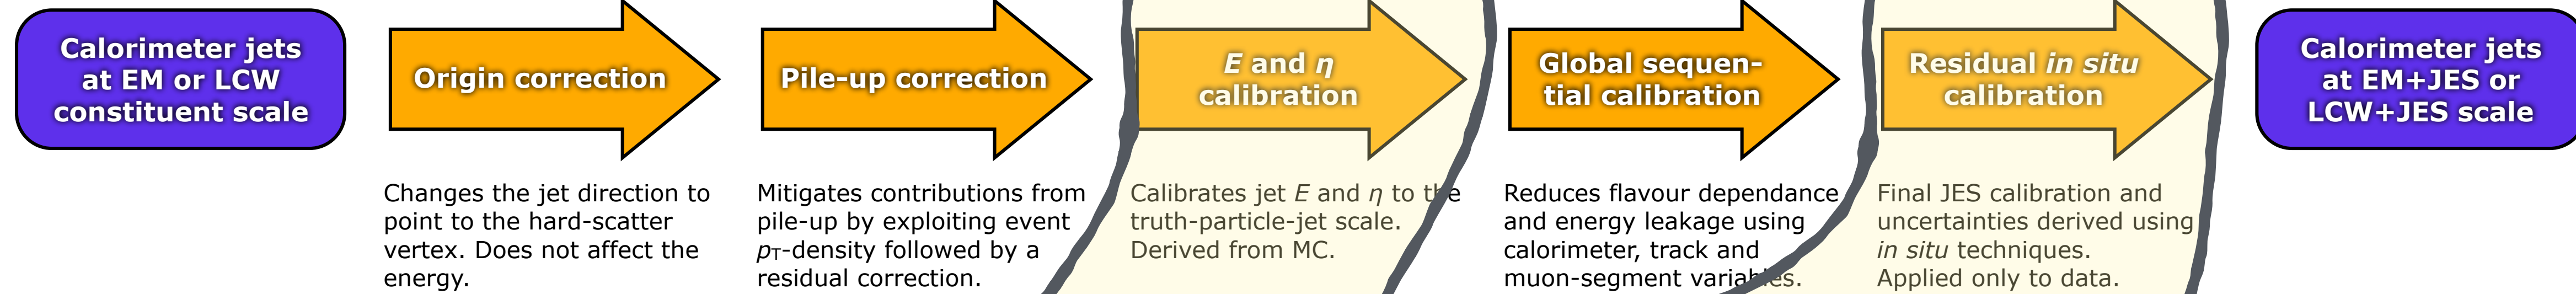 Calorimeter jets
at EM or LCW
constituent scale
Origin correction
Changes the jet direction to
point to the hard-scatter
vertex. Does not affect the
energy.
Pile-up correction
Mitigates contributions from
pile-up by exploiting event
pT-density followed by a
residual correction.
E and η
calibration
Calibrates jet E and η to the
truth-particle-jet scale.
Derived from MC.
Global sequen-
tial calibration
Reduces flavour dependance
and energy leakage using
calorimeter, track and
muon-segment variables.
Residual in situ
calibration
Final JES calibration and
uncertainties derived using
in situ techniques.
Applied only to data.
Calorimeter jets
at EM+JES or
LCW+JES scale